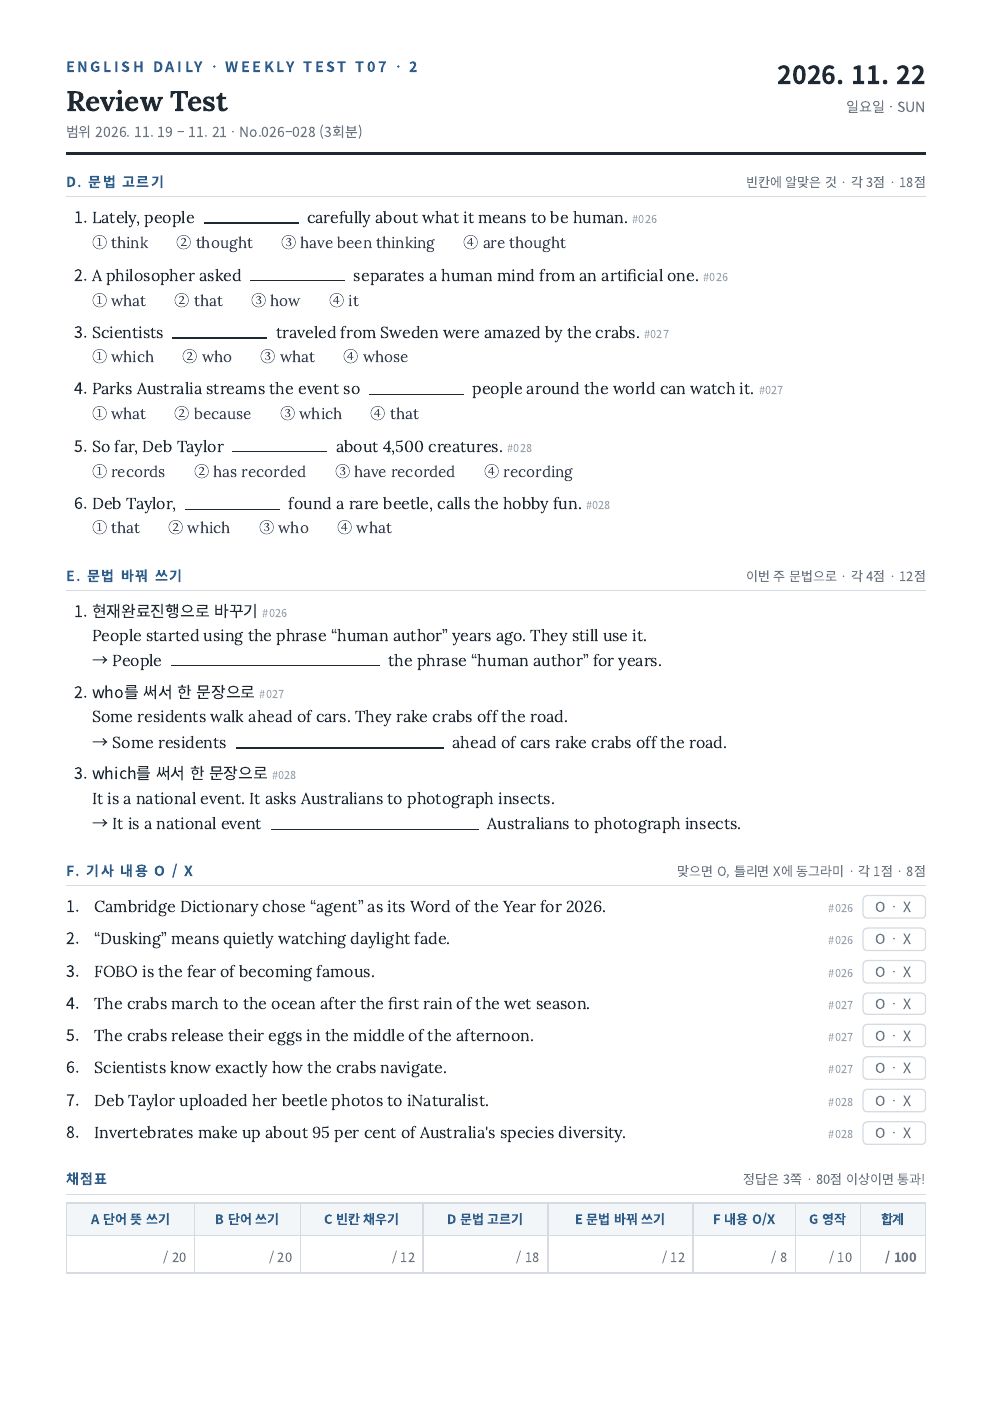 ENGLISH DAILY · WEEKLY TEST T07 · 2
Review Test
범위 2026. 11. 19 – 11. 21 · No.026–028 (3회분)
2026. 11. 22
일요일 · SUN
D. 문법 고르기
빈칸에 알맞은 것 · 각 3점 · 18점
1. Lately, people __________ carefully about what it means to be human. #026
① think ② thought ③ have been thinking ④ are thought
2. A philosopher asked __________ separates a human mind from an artificial one. #026
① what ② that ③ how ④ it
3. Scientists __________ traveled from Sweden were amazed by the crabs. #027
① which ② who ③ what ④ whose
4. Parks Australia streams the event so __________ people around the world can watch it. #027
① what ② because ③ which ④ that
5. So far, Deb Taylor __________ about 4,500 creatures. #028
① records ② has recorded ③ have recorded ④ recording
6. Deb Taylor, __________ found a rare beetle, calls the hobby fun. #028
① that ② which ③ who ④ what
E. 문법 바꿔 쓰기
이번 주 문법으로 · 각 4점 · 12점
1. 현재완료진행으로 바꾸기 #026
People started using the phrase “human author” years ago. They still use it.
→ People ______________________ the phrase “human author” for years.
2. who를 써서 한 문장으로 #027
Some residents walk ahead of cars. They rake crabs off the road.
→ Some residents ______________________ ahead of cars rake crabs off the road.
3. which를 써서 한 문장으로 #028
It is a national event. It asks Australians to photograph insects.
→ It is a national event ______________________ Australians to photograph insects.
F. 기사 내용 O / X
맞으면 O, 틀리면 X에 동그라미 · 각 1점 · 8점
1. Cambridge Dictionary chose “agent” as its Word of the Year for 2026. #026 O · X
2. “Dusking” means quietly watching daylight fade. #026 O · X
3. FOBO is the fear of becoming famous. #026 O · X
4. The crabs march to the ocean after the first rain of the wet season. #027 O · X
5. The crabs release their eggs in the middle of the afternoon. #027 O · X
6. Scientists know exactly how the crabs navigate. #027 O · X
7. Deb Taylor uploaded her beetle photos to iNaturalist. #028 O · X
8. Invertebrates make up about 95 per cent of Australia's species diversity. #028 O · X
채점표
정답은 3쪽 · 80점 이상이면 통과!
A 단어 뜻 쓰기 B 단어 쓰기 C 빈칸 채우기 D 문법 고르기 E 문법 바꿔 쓰기 F 내용 O/X G 영작 합계
/ 20 / 20 / 12 / 18 / 12 / 8 / 10 / 100